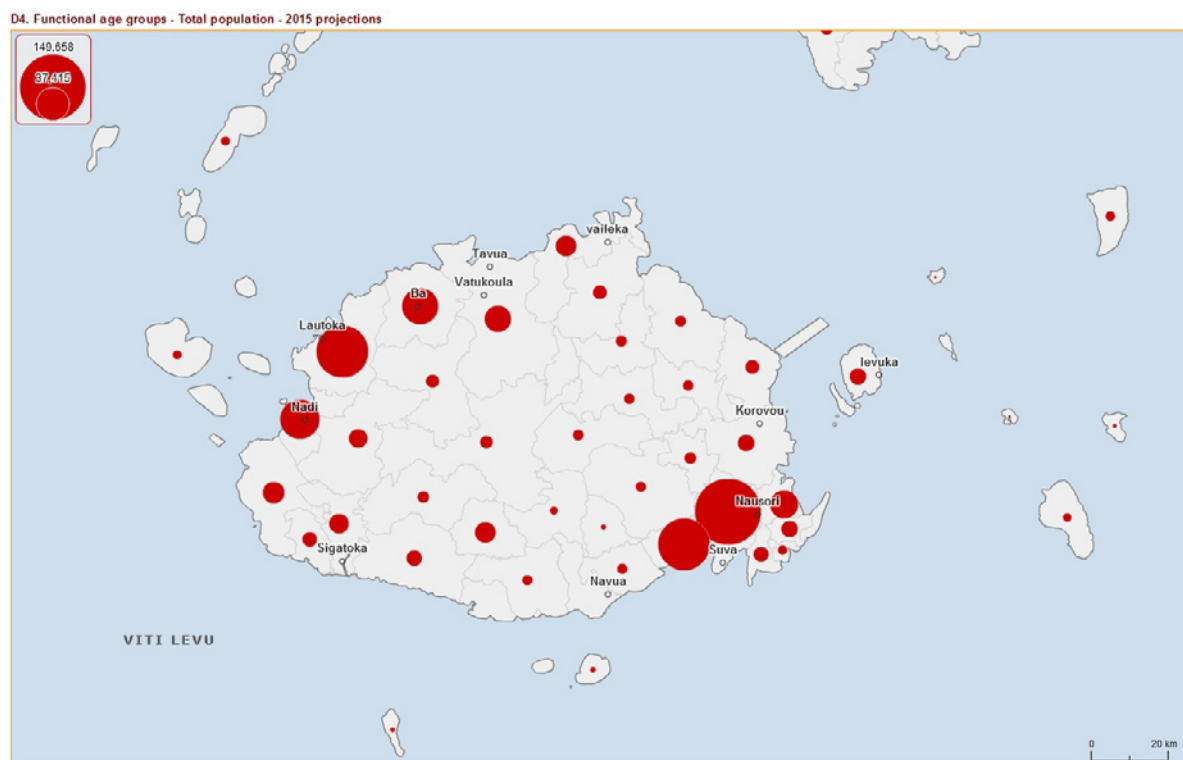 D4. Functional age groups - Total population - 2015 projections
149,658
37,415
vaileka
Tavua
Vatukoula
Ba
Lautoka
levuka
Nadi
Korovou
Nausori
Suva
Sigatoka
Navua
VITI LEVU
0 20 km